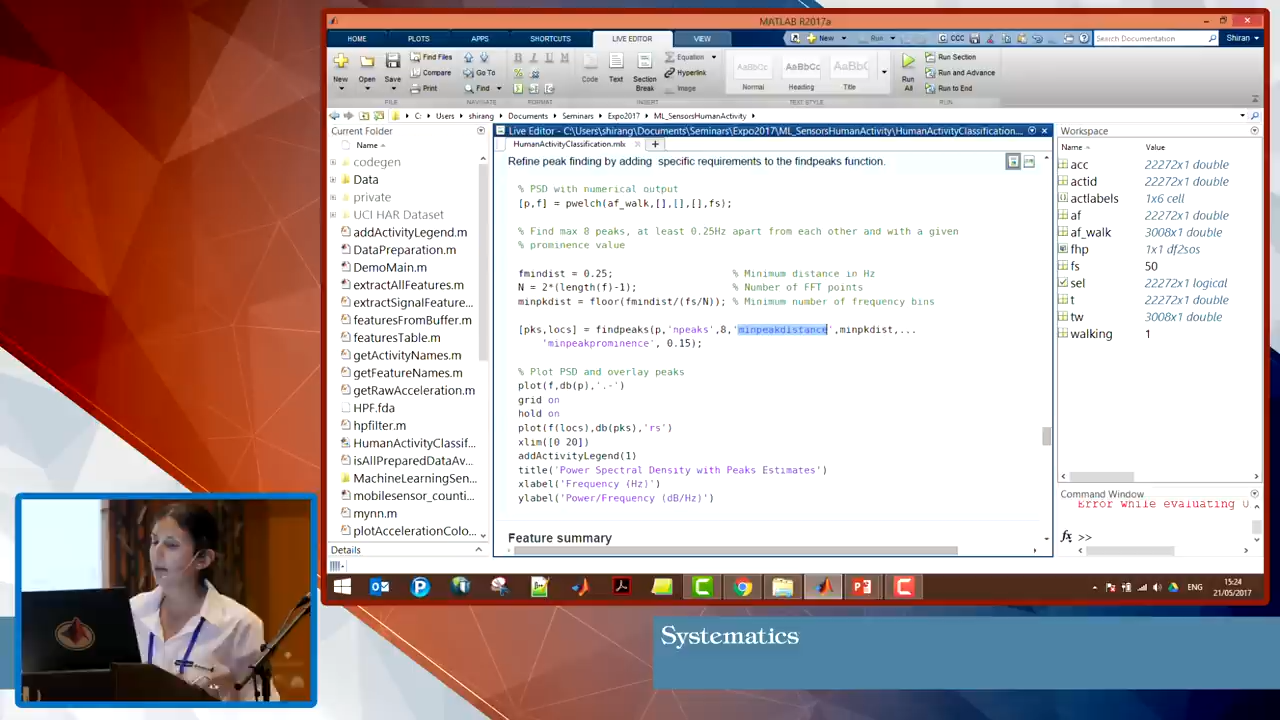 MATLAB R2017a
HOME PLOTS APPS SHORTCUTS LIVE EDITOR VIEW New Run CCC Search Documentation Shiran
New Open Save Find Files Compare Print Go To Find Code Text Section Break Equation Hyperlink Image AaBbCc Normal AaBbCc Heading AaBbC Title Run All Run Section Run and Advance Run to End
FILE NAVIGATE FORMAT INSERT TEXT STYLE RUN
C: Users shirang Documents Seminars Expo2017 ML_SensorsHumanActivity
Current Folder
Name
codegen
Data
private
UCI HAR Dataset
addActivityLegend.m
DataPreparation.m
DemoMain.m
extractAllFeatures.m
extractSignalFeature...
featuresFromBuffer.m
featuresTable.m
getActivityNames.m
getFeatureNames.m
getRawAcceleration.m
HPF.fda
hpfilter.m
HumanActivityClassif...
isAllPreparedDataAv...
MachineLearningSen...
mobilesensor_counti...
mynn.m
plotAccelerationColo...
Details
Live Editor - C:\Users\shirang\Documents\Seminars\Expo2017\ML_SensorsHumanActivity\HumanActivityClassification...
HumanActivityClassification.mlx
Refine peak finding by adding specific requirements to the findpeaks function.
% PSD with numerical output
[p,f] = pwelch(af_walk,[],[],[],fs);
% Find max 8 peaks, at least 0.25Hz apart from each other and with a given
% prominence value
fmindist = 0.25; % Minimum distance in Hz
N = 2*(length(f)-1); % Number of FFT points
minpkdist = floor(fmindist/(fs/N)); % Minimum number of frequency bins
[pks,locs] = findpeaks(p,'npeaks',8,'minpeakdistance',minpkdist,...
'minpeakprominence', 0.15);
% Plot PSD and overlay peaks
plot(f,db(p),'.-')
grid on
hold on
plot(f(locs),db(pks),'rs')
xlim([0 20])
addActivityLegend(1)
title('Power Spectral Density with Peaks Estimates')
xlabel('Frequency (Hz)')
ylabel('Power/Frequency (dB/Hz)')
Feature summary
Workspace
Name Value
acc 22272x1 double
actid 22272x1 double
actlabels 1x6 cell
af 22272x1 double
af_walk 3008x1 double
fhp 1x1 df2sos
fs 50
sel 22272x1 logical
t 22272x1 double
tw 3008x1 double
walking 1
Command Window
Error while evaluating U
fx >>
ENG
15:24
21/05/2017
Systematics